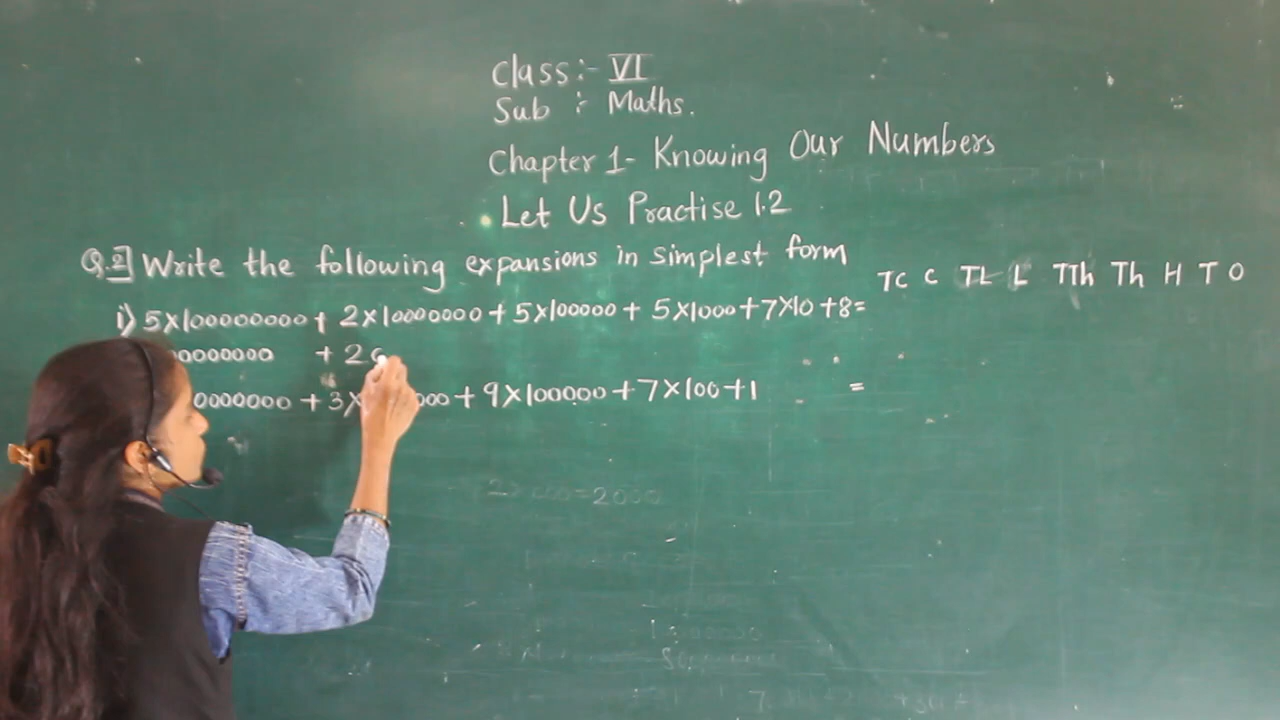 Class :- VI
Sub :- Maths.
Chapter 1- Knowing Our Numbers
Let Us Practise 1.2
Q.2] Write the following expansions in simplest form
TC C TL L TTh Th H T O
i) 5×100000000 + 2×10000000 + 5×100000 + 5×1000 + 7×10 + 8 =
00000000 + 20
0000000 + 3× 000 + 9×100000 + 7×100 + 1 =